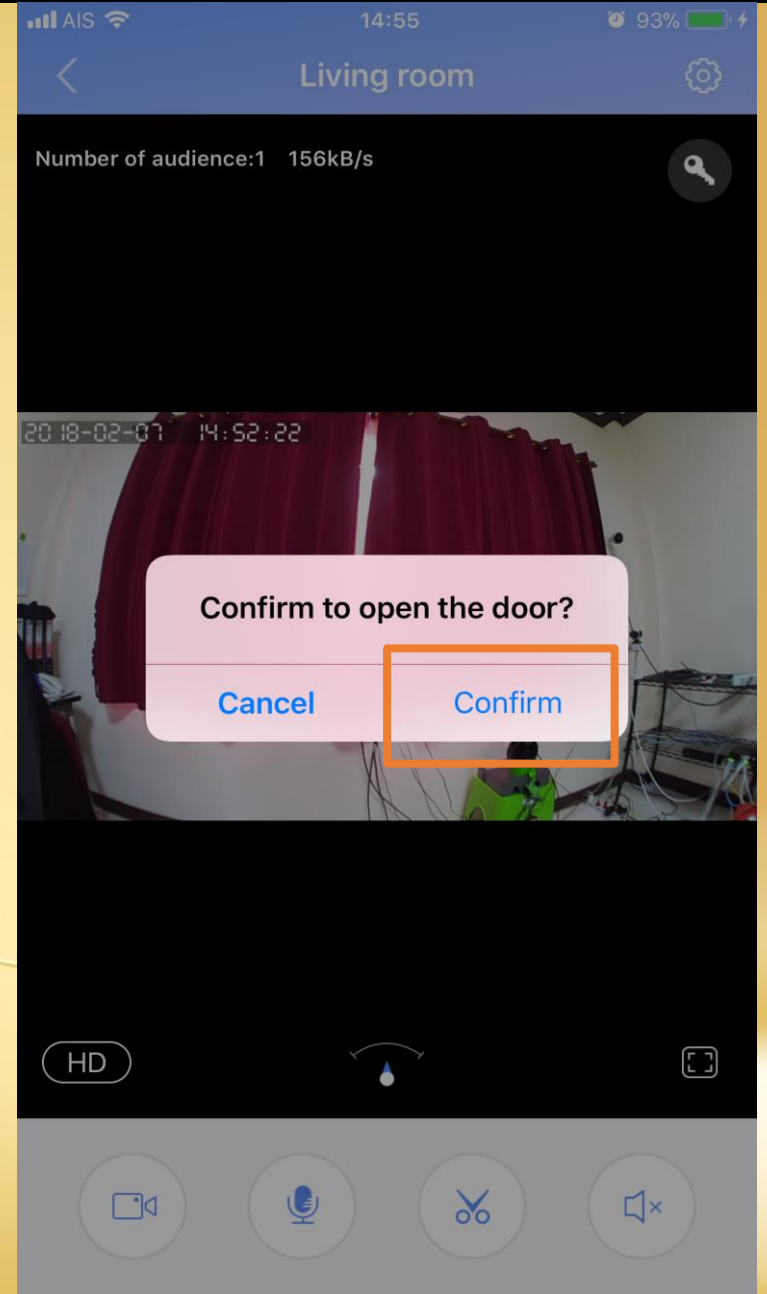 AIS 14:55 93%
Living room
Number of audience:1 156kB/s
2018-02-07 14:52:22
Confirm to open the door?
Cancel Confirm
HD